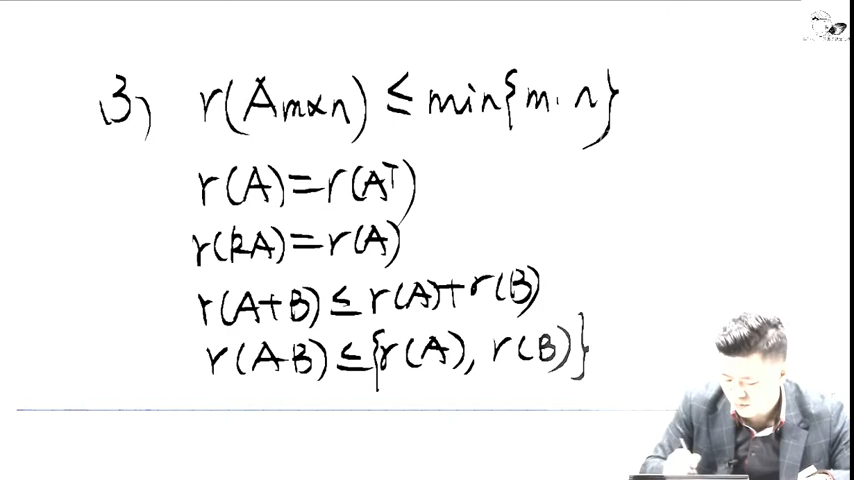 3) r(Am×n) ≤ min{m, n}
r(A)=r(Aᵀ)
r(kA)=r(A)
r(A+B) ≤ r(A)+r(B)
r(AB) ≤ {r(A), r(B)}